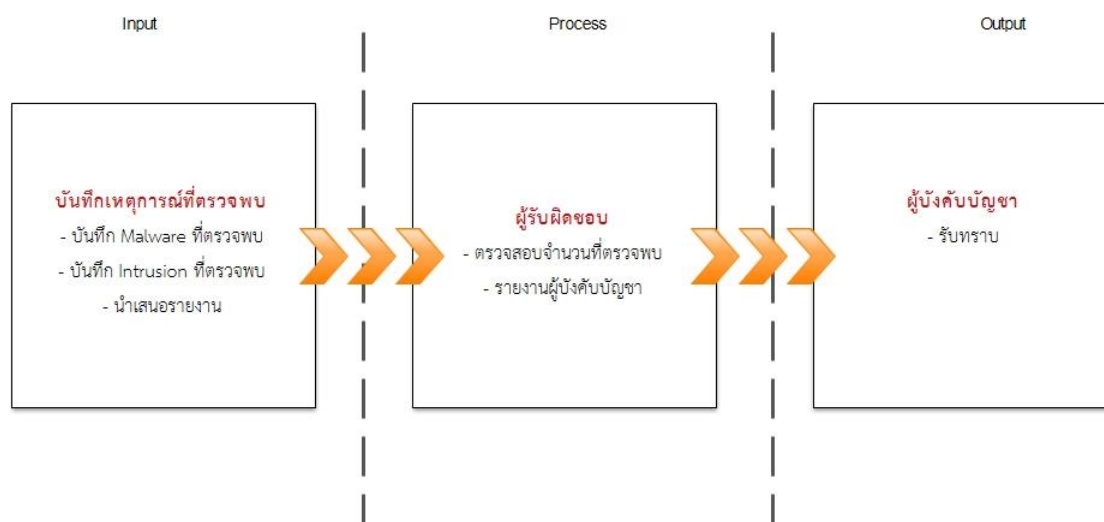 Input
Process
Output
บันทึกเหตุการณ์ที่ตรวจพบ
- บันทึก Malware ที่ตรวจพบ
- บันทึก Intrusion ที่ตรวจพบ
- นำเสนอรายงาน
ผู้รับผิดชอบ
- ตรวจสอบจำนวนที่ตรวจพบ
- รายงานผู้บังคับบัญชา
ผู้บังคับบัญชา
- รับทราบ